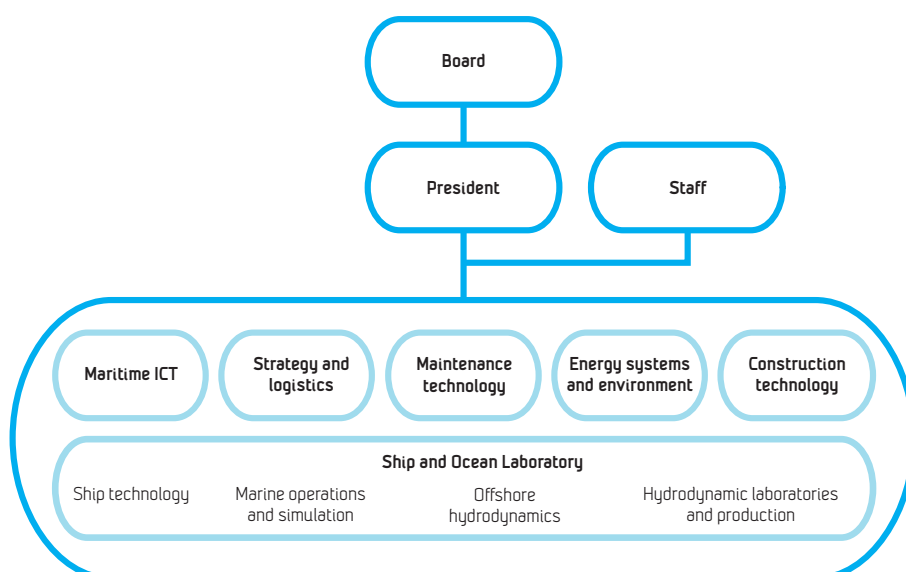 Board
President
Staff
Maritime ICT
Strategy and
logistics
Maintenance
technology
Energy systems
and environment
Construction
technology
Ship and Ocean Laboratory
Ship technology
Marine operations
and simulation
Offshore
hydrodynamics
Hydrodynamic laboratories
and production